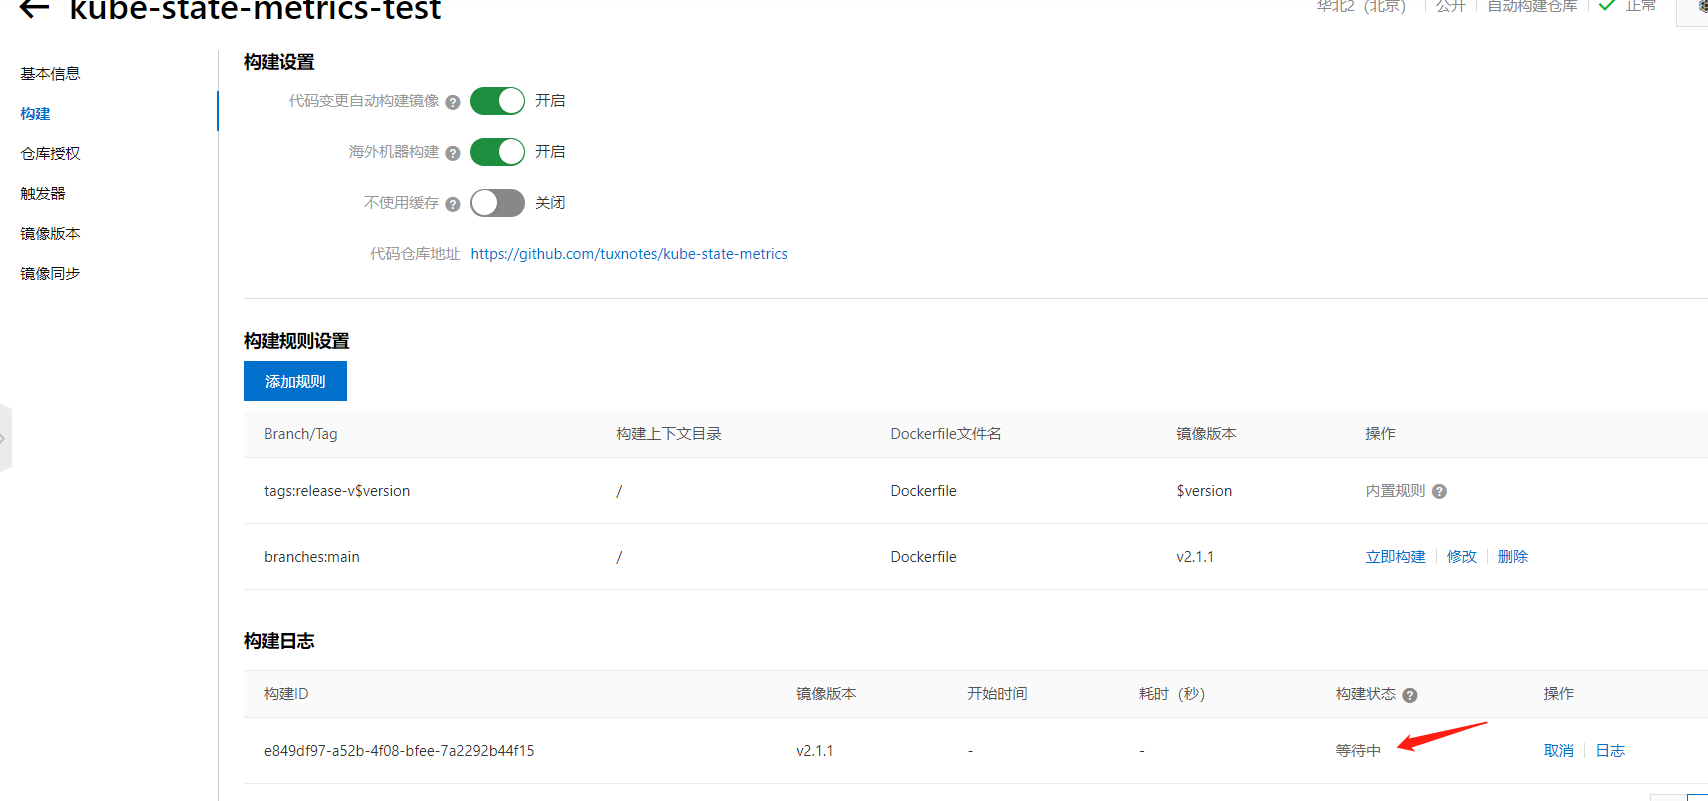 kube-state-metrics-test
华北2（北京） 公开 自动构建仓库 正常
基本信息
构建
仓库授权
触发器
镜像版本
镜像同步
构建设置
代码变更自动构建镜像 ? 开启
海外机器构建 ? 开启
不使用缓存 ? 关闭
代码仓库地址 https://github.com/tuxnotes/kube-state-metrics
构建规则设置
添加规则
Branch/Tag 构建上下文目录 Dockerfile文件名 镜像版本 操作
tags:release-v$version / Dockerfile $version 内置规则 ?
branches:main / Dockerfile v2.1.1 立即构建 修改 删除
构建日志
构建ID 镜像版本 开始时间 耗时（秒） 构建状态 ? 操作
e849df97-a52b-4f08-bfee-7a2292b44f15 v2.1.1 - - 等待中 取消 日志